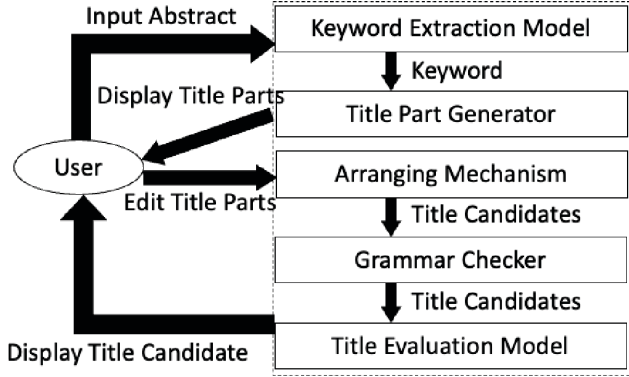 Input Abstract
Keyword Extraction Model
Keyword
Display Title Parts
Title Part Generator
User
Arranging Mechanism
Edit Title Parts
Title Candidates
Grammar Checker
Title Candidates
Display Title Candidate
Title Evaluation Model